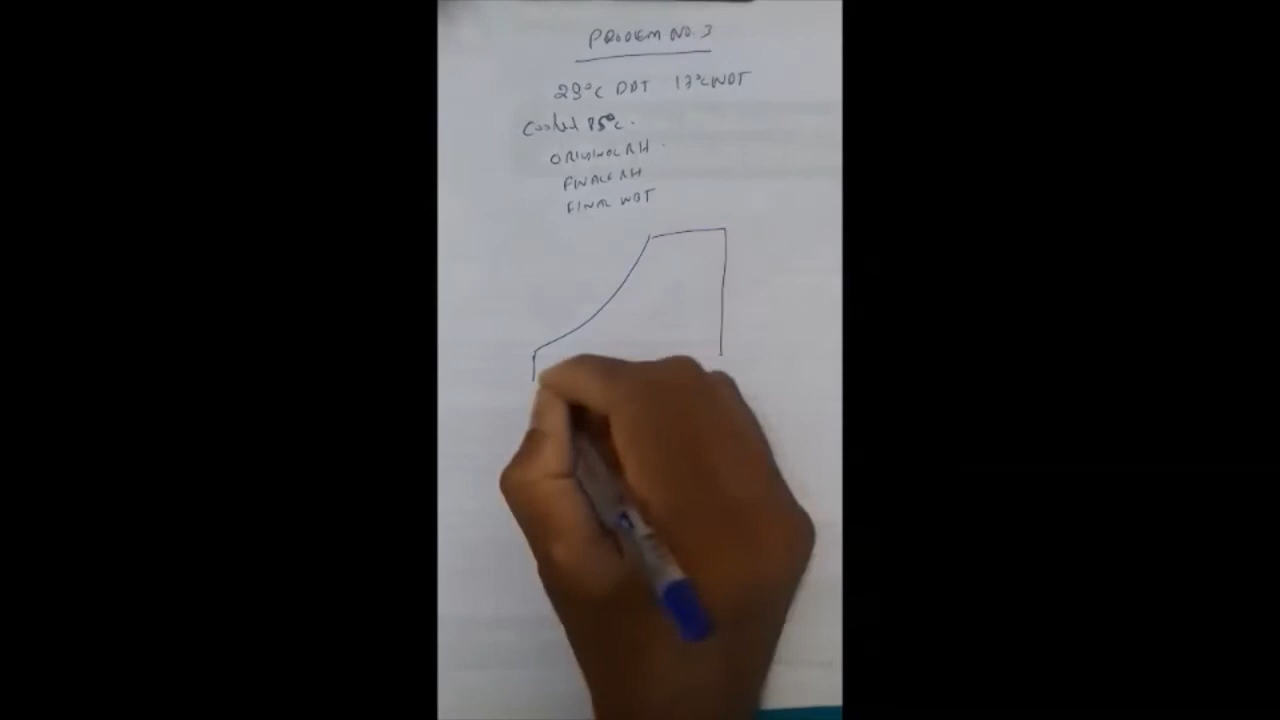 PROBLEM NO. 3
29°C DBT 17°C WBT
Cooled 15°C.
ORIGINAL RH.
FINAL RH
FINAL WBT